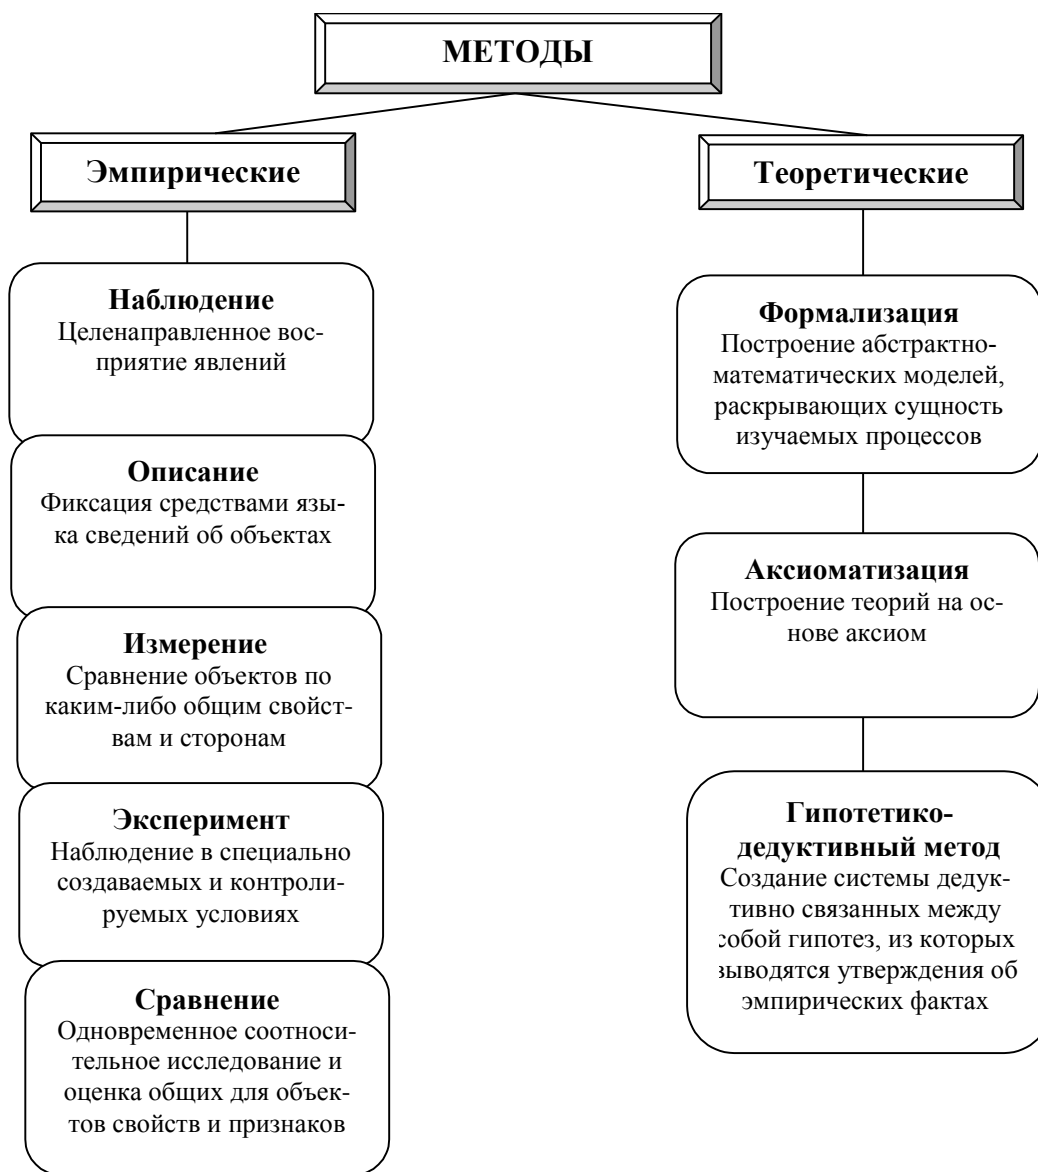 МЕТОДЫ
Эмпирические
Наблюдение
Целенаправленное вос-
приятие явлений
Описание
Фиксация средствами язы-
ка сведений об объектах
Измерение
Сравнение объектов по
каким-либо общим свойст-
вам и сторонам
Эксперимент
Наблюдение в специально
создаваемых и контроли-
руемых условиях
Сравнение
Одновременное соотноси-
тельное исследование и
оценка общих для объек-
тов свойств и признаков
Теоретические
Формализация
Построение абстрактно-
математических моделей,
раскрывающих сущность
изучаемых процессов
Аксиоматизация
Построение теорий на ос-
нове аксиом
Гипотетико-
дедуктивный метод
Создание системы дедук-
тивно связанных между
собой гипотез, из которых
выводятся утверждения об
эмпирических фактах